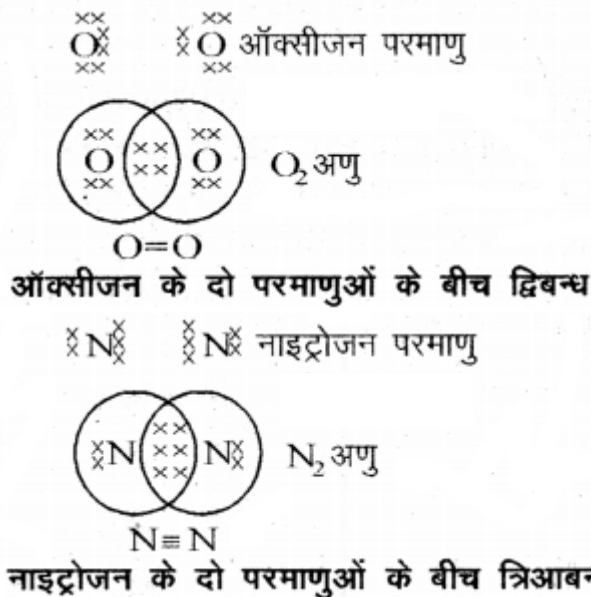 ××
O××
××
××
××O
××
ऑक्सीजन परमाणु
××
O
××
××
××
××
O
××
O₂ अणु
O=O
ऑक्सीजन के दो परमाणुओं के बीच द्विबन्ध
××N×××
×××N×× नाइट्रोजन परमाणु
××N
××
××
××
N××
N₂ अणु
N≡N
नाइट्रोजन के दो परमाणुओं के बीच त्रिआबन